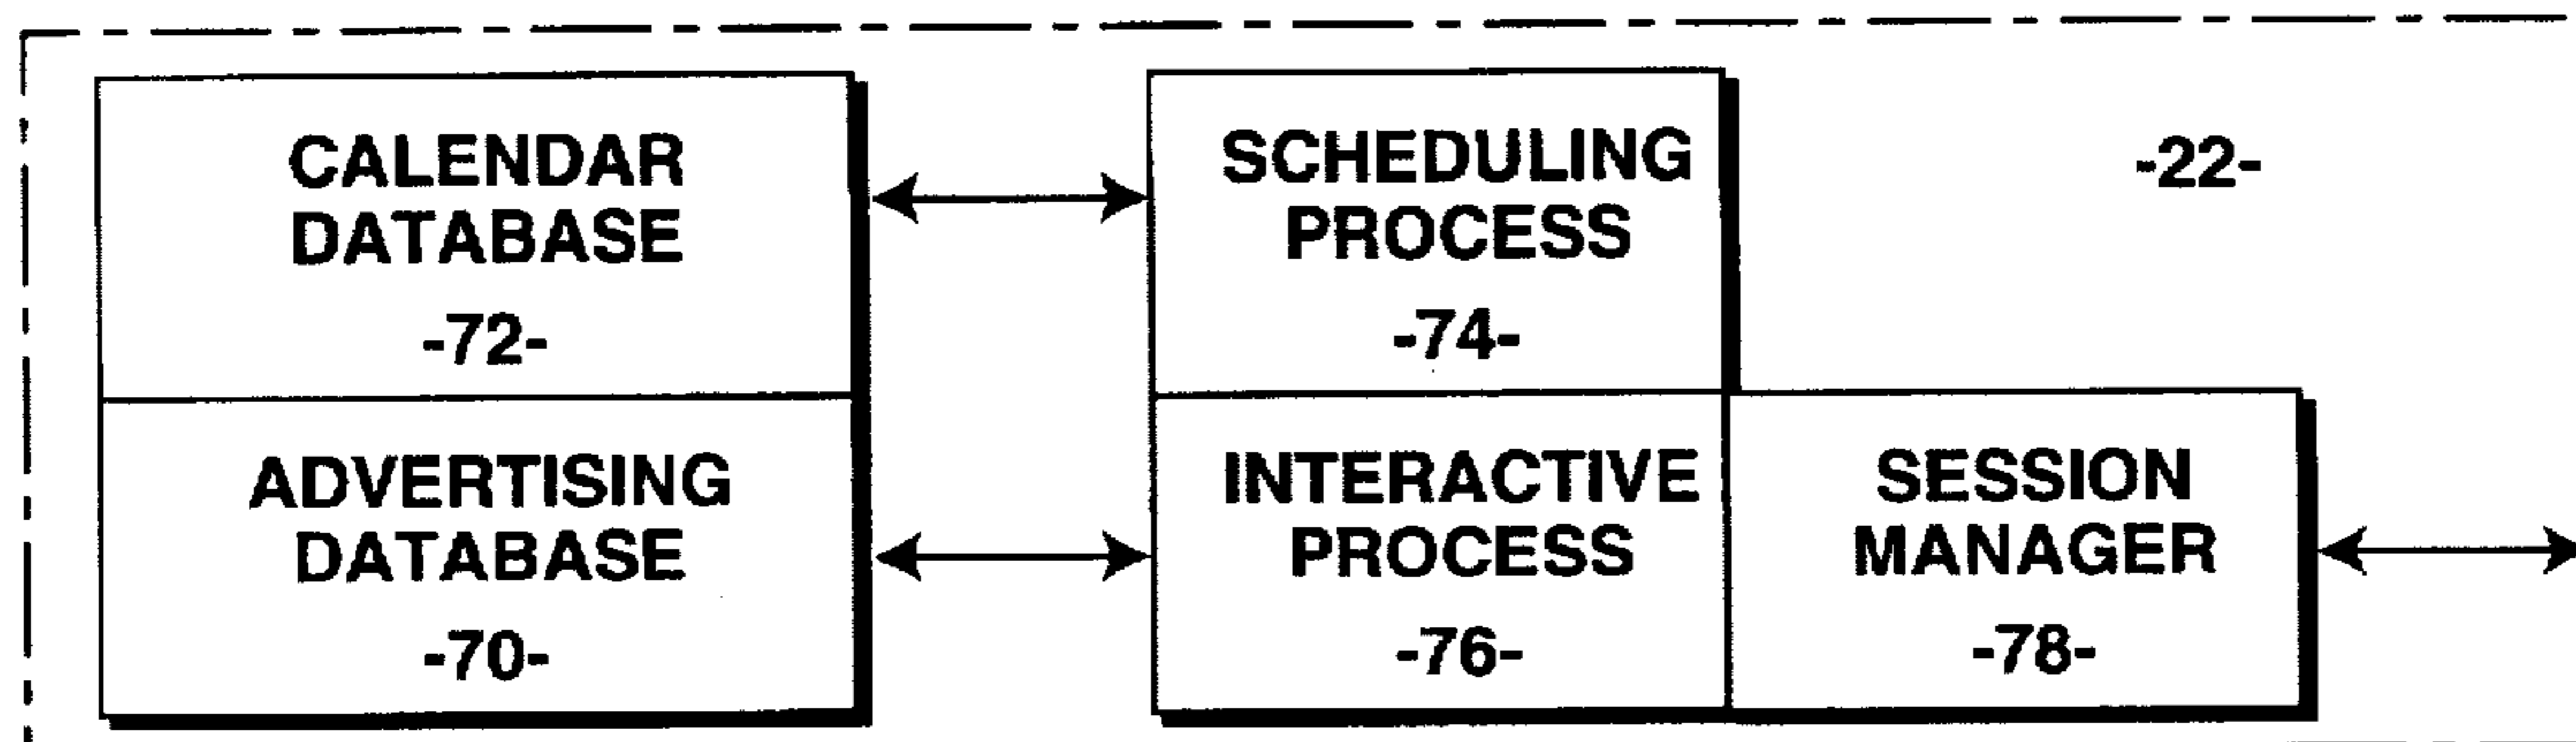 CALENDAR
DATABASE
-72-
SCHEDULING
PROCESS
-74-
-22-
ADVERTISING
DATABASE
-70-
INTERACTIVE
PROCESS
-76-
SESSION
MANAGER
-78-